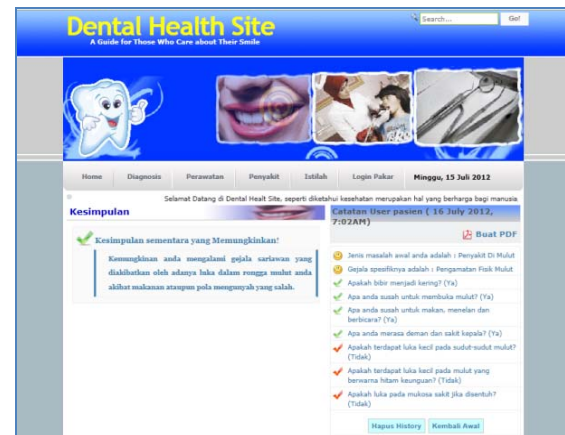 Dental Health Site
A Guide for Those Who Care about Their Smile
Search...
Go!
Home
Diagnosis
Perawatan
Penyakit
Istilah
Login Pakar
Minggu, 15 Juli 2012
Selamat Datang di Dental Healt Site, seperti diketahui kesehatan merupakan hal yang berharga bagi manusia
Kesimpulan
Kesimpulan sementara yang Memungkinkan!
Kemungkinan anda mengalami gejala sariawan yang
diakibatkan oleh adanya luka dalam rongga mulut anda
akibat makanan ataupun pola mengunyah yang salah.
Catatan User pasien ( 16 July 2012,
7:02AM)
Buat PDF
Jenis masalah awal anda adalah : Penyakit Di Mulut
Gejala spesifiknya adalah : Pengamatan Fisik Mulut
Apakah bibir menjadi kering? (Ya)
Apa anda susah untuk membuka mulut? (Ya)
Apa anda susah untuk makan, menelan dan
berbicara? (Ya)
Apa anda merasa deman dan sakit kepala? (Ya)
Apakah terdapat luka kecil pada sudut-sudut mulut?
(Tidak)
Apakah terdapat luka kecil pada mulut yang
berwarna hitam keunguan? (Tidak)
Apakah luka pada mukosa sakit jika disentuh?
(Tidak)
Hapus History
Kembali Awal